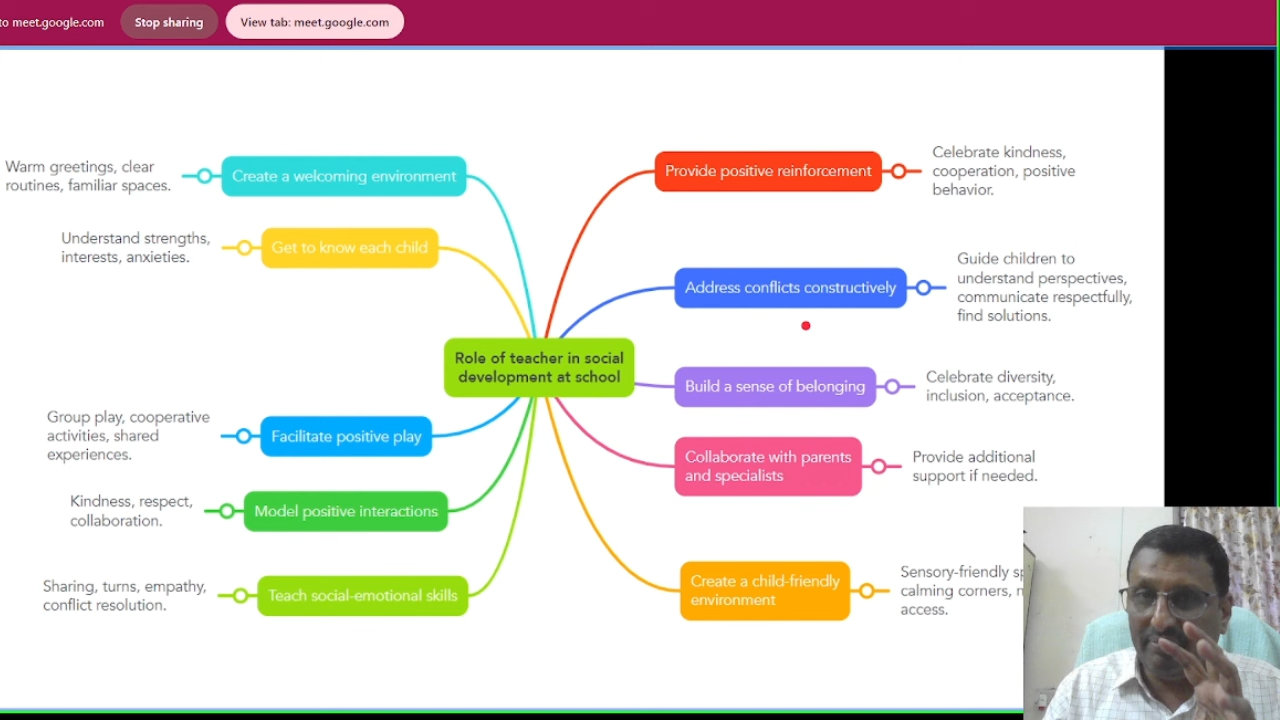 to meet.google.com
Stop sharing
View tab: meet.google.com
Warm greetings, clear
routines, familiar spaces.
Create a welcoming environment
Understand strengths,
interests, anxieties.
Get to know each child
Role of teacher in social
development at school
Group play, cooperative
activities, shared
experiences.
Facilitate positive play
Kindness, respect,
collaboration.
Model positive interactions
Sharing, turns, empathy,
conflict resolution.
Teach social-emotional skills
Provide positive reinforcement
Celebrate kindness,
cooperation, positive
behavior.
Address conflicts constructively
Guide children to
understand perspectives,
communicate respectfully,
find solutions.
Build a sense of belonging
Celebrate diversity,
inclusion, acceptance.
Collaborate with parents
and specialists
Provide additional
support if needed.
Create a child-friendly
environment
Sensory-friendly
calming corners,
access.